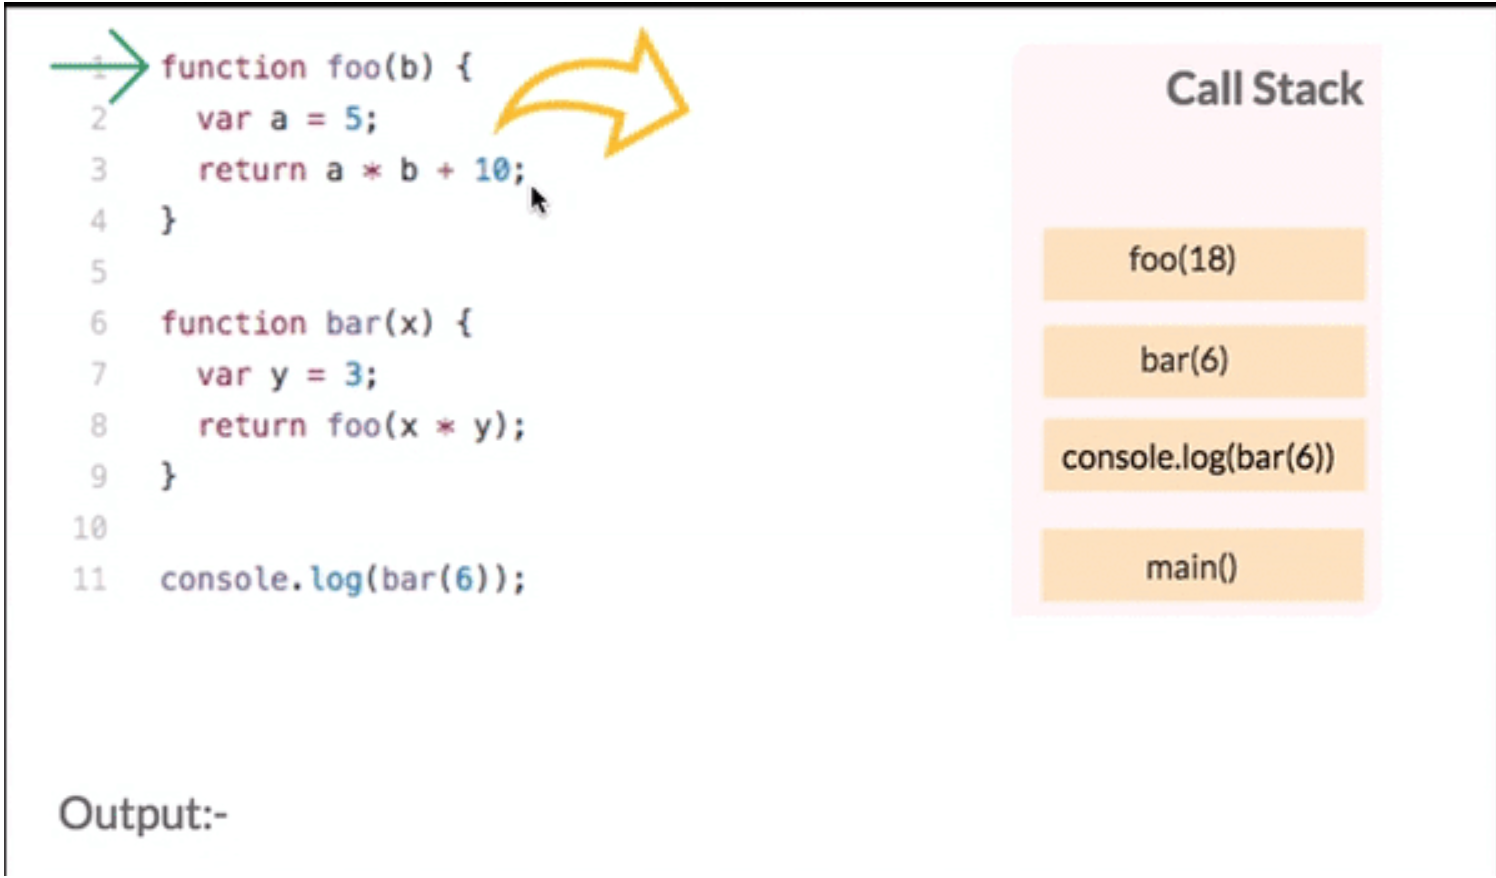 1 function foo(b) {
2 var a = 5;
3 return a * b + 10;
4 }
5
6 function bar(x) {
7 var y = 3;
8 return foo(x * y);
9 }
10
11 console.log(bar(6));
Call Stack
foo(18)
bar(6)
console.log(bar(6))
main()
Output:-